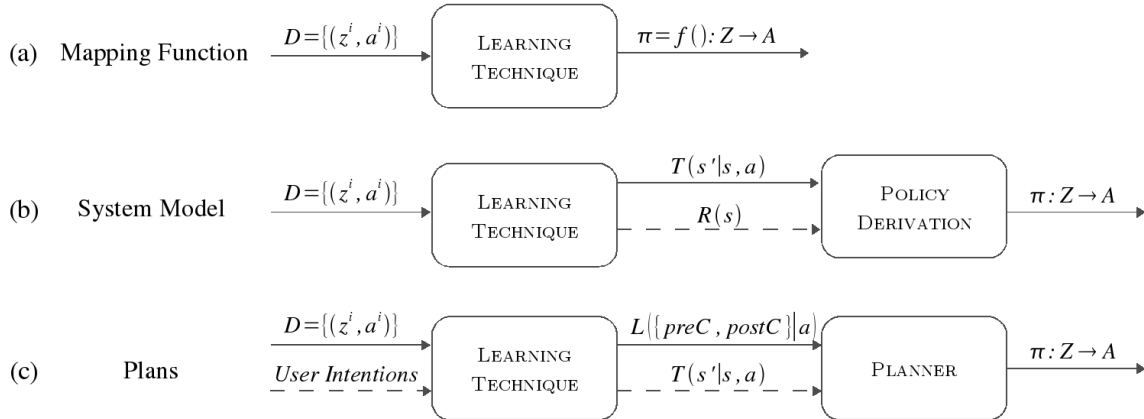 (a) Mapping Function
D={(z^i, a^i)}
LEARNING
TECHNIQUE
π=f(): Z→A
(b) System Model
D={(z^i, a^i)}
LEARNING
TECHNIQUE
T(s'|s,a)
R(s)
POLICY
DERIVATION
π: Z→A
(c) Plans
D={(z^i, a^i)}
User Intentions
LEARNING
TECHNIQUE
L({preC, postC}|a)
T(s'|s,a)
PLANNER
π: Z→A